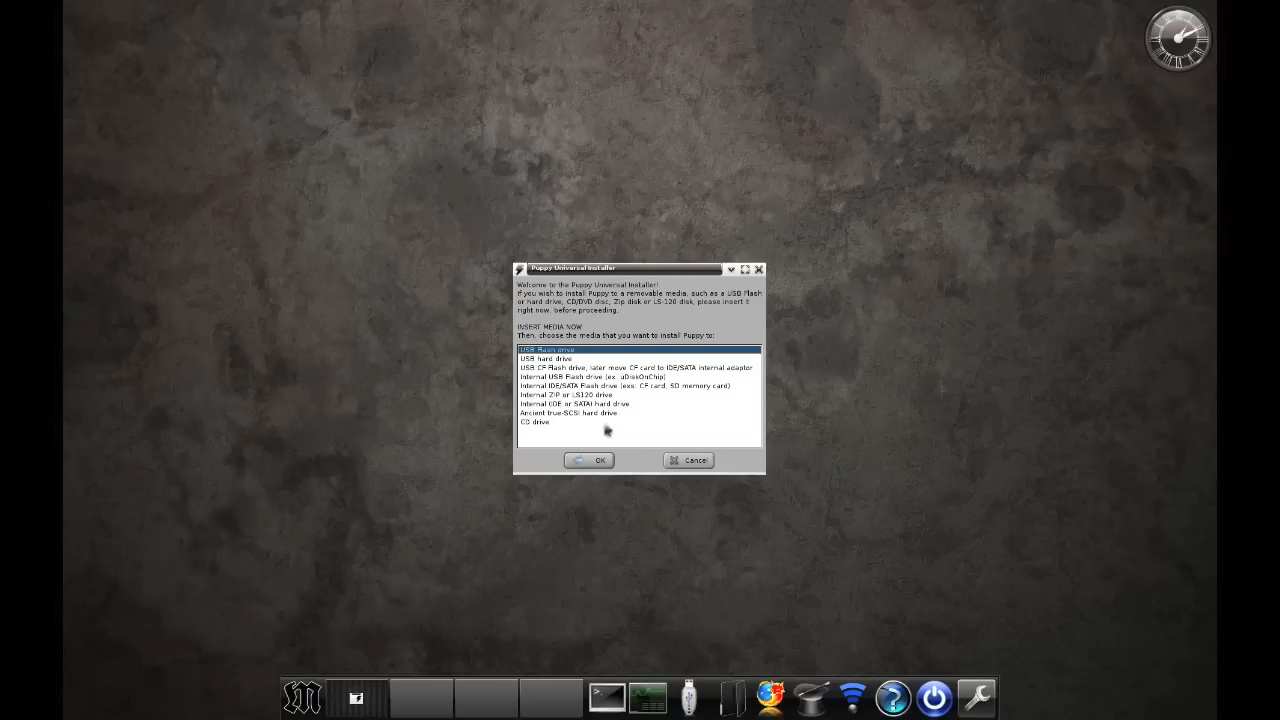 Puppy Universal Installer
Welcome to the Puppy Universal Installer!
If you wish to install Puppy to a removable media, such as a USB Flash
or hard drive, CD/DVD disc, Zip disk or LS-120 disk, please insert it
right now, before proceeding.
INSERT MEDIA NOW
Then, choose the media that you want to install Puppy to:
USB Flash drive
USB hard drive
USB CF Flash drive, later move CF card to IDE/SATA internal adaptor
Internal USB Flash drive (ex: uDiskOnChip)
Internal IDE/SATA Flash drive (exs: CF card, SD memory card)
Internal ZIP or LS120 drive
Internal (IDE or SATA) hard drive
Ancient true-SCSI hard drive
CD drive
OK
Cancel
M
>_
?